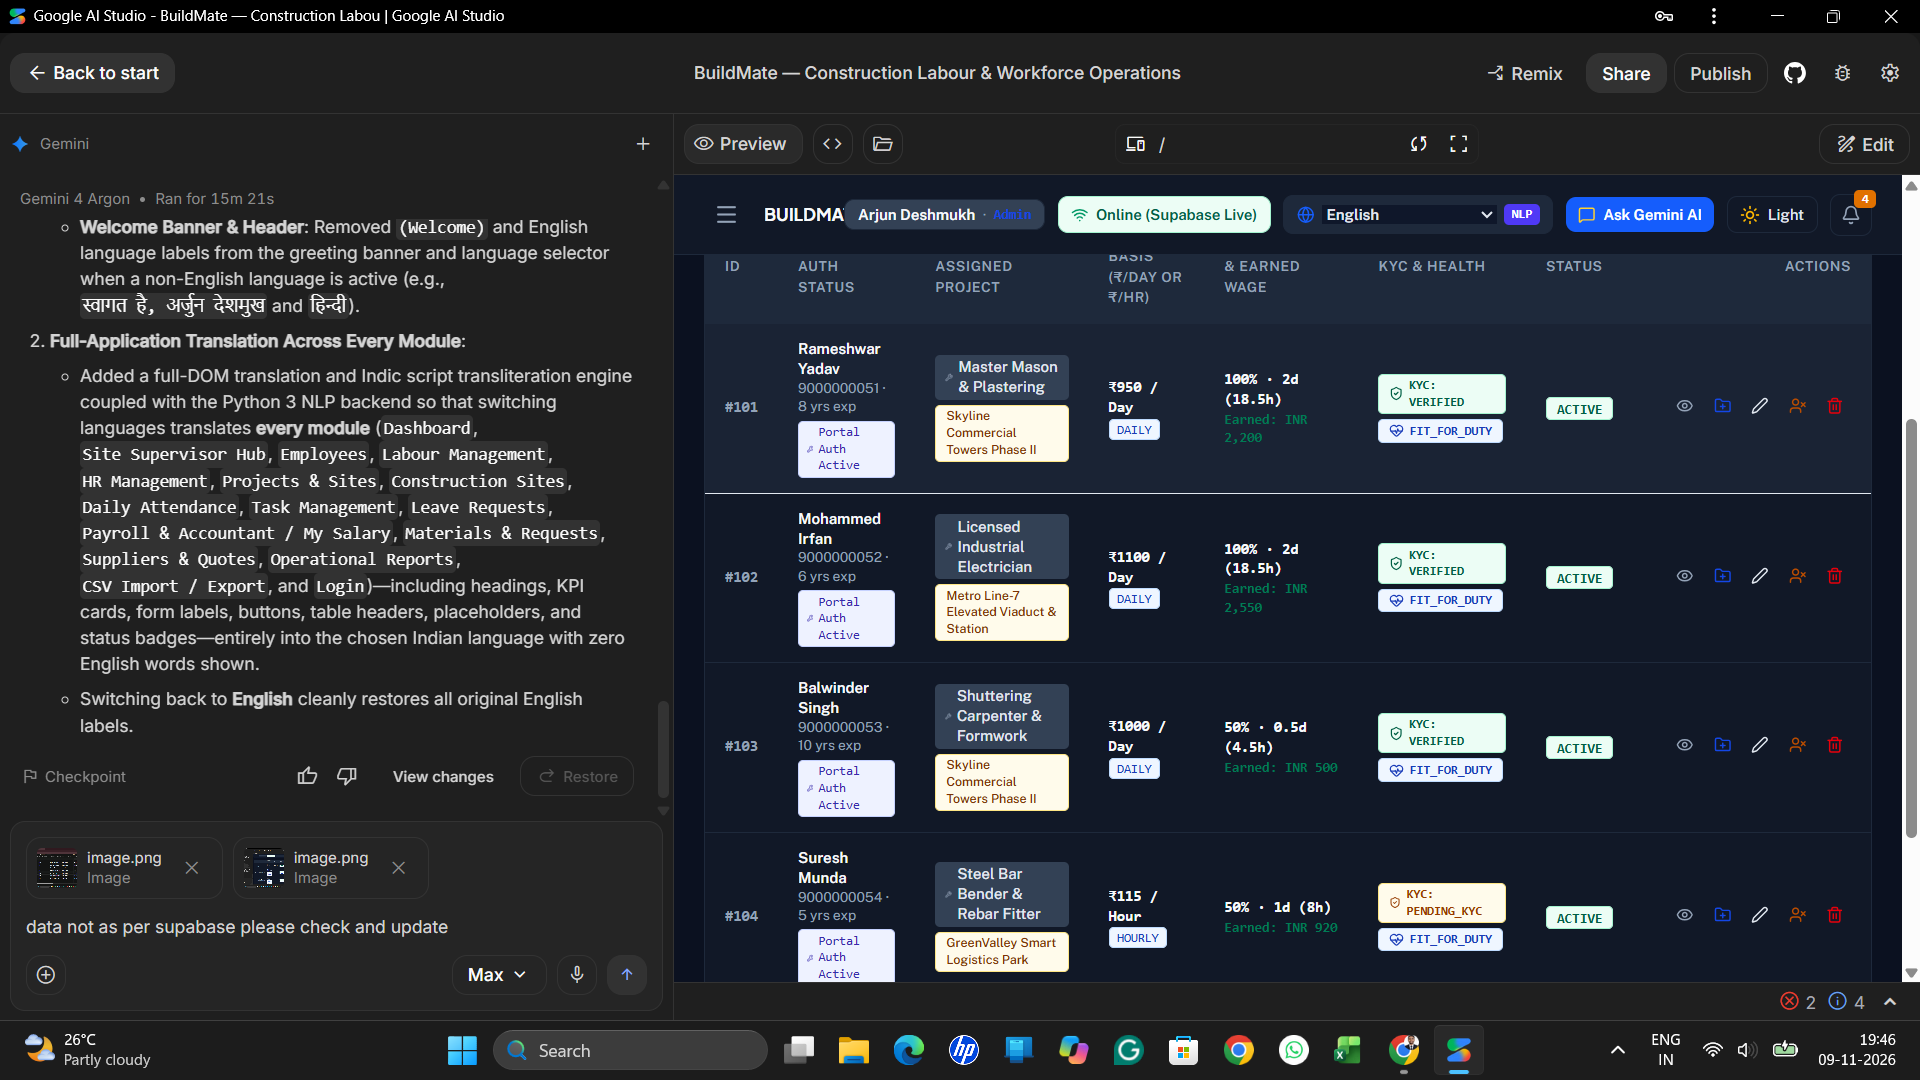 Google AI Studio - BuildMate — Construction Labou | Google AI Studio
Back to start
BuildMate — Construction Labour & Workforce Operations
Remix
Share
Publish
Gemini
Preview
/
Edit
Gemini 4 Argon • Ran for 15m 21s
Welcome Banner & Header: Removed (Welcome) and English
language labels from the greeting banner and language selector
when a non-English language is active (e.g.,
स्वागत है, अर्जुन देशमुख and हिन्दी).
2. Full-Application Translation Across Every Module:
Added a full-DOM translation and Indic script transliteration engine
coupled with the Python 3 NLP backend so that switching
languages translates every module (Dashboard,
Site Supervisor Hub, Employees, Labour Management,
HR Management, Projects & Sites, Construction Sites,
Daily Attendance, Task Management, Leave Requests,
Payroll & Accountant / My Salary, Materials & Requests,
Suppliers & Quotes, Operational Reports,
CSV Import / Export, and Login)—including headings, KPI
cards, form labels, buttons, table headers, placeholders, and
status badges—entirely into the chosen Indian language with zero
English words shown.
Switching back to English cleanly restores all original English
labels.
Checkpoint
View changes
Restore
image.png
Image
image.png
Image
data not as per supabase please check and update
Max
BUILDMA
Arjun Deshmukh · Admin
Online (Supabase Live)
English
NLP
Ask Gemini AI
Light
4
ID
AUTH
STATUS
ASSIGNED
PROJECT
BASIS
(₹/DAY OR
₹/HR)
& EARNED
WAGE
KYC & HEALTH
STATUS
ACTIONS
#101
Rameshwar
Yadav
9000000051 ·
8 yrs exp
Portal
Auth
Active
Master Mason
& Plastering
Skyline
Commercial
Towers Phase II
₹950 /
Day
DAILY
100% · 2d
(18.5h)
Earned: INR
2,200
KYC:
VERIFIED
FIT_FOR_DUTY
ACTIVE
#102
Mohammed
Irfan
9000000052 ·
6 yrs exp
Portal
Auth
Active
Licensed
Industrial
Electrician
Metro Line-7
Elevated Viaduct &
Station
₹1100 /
Day
DAILY
100% · 2d
(18.5h)
Earned: INR
2,550
KYC:
VERIFIED
FIT_FOR_DUTY
ACTIVE
#103
Balwinder
Singh
9000000053 ·
10 yrs exp
Portal
Auth
Active
Shuttering
Carpenter &
Formwork
Skyline
Commercial
Towers Phase II
₹1000 /
Day
DAILY
50% · 0.5d
(4.5h)
Earned: INR 500
KYC:
VERIFIED
FIT_FOR_DUTY
ACTIVE
#104
Suresh
Munda
9000000054 ·
5 yrs exp
Portal
Auth
Active
Steel Bar
Bender &
Rebar Fitter
GreenValley Smart
Logistics Park
₹115 /
Hour
HOURLY
50% · 1d (8h)
Earned: INR 920
KYC:
PENDING_KYC
FIT_FOR_DUTY
ACTIVE
2
4
26°C
Partly cloudy
Search
hp
ENG
IN
19:46
09-11-2026